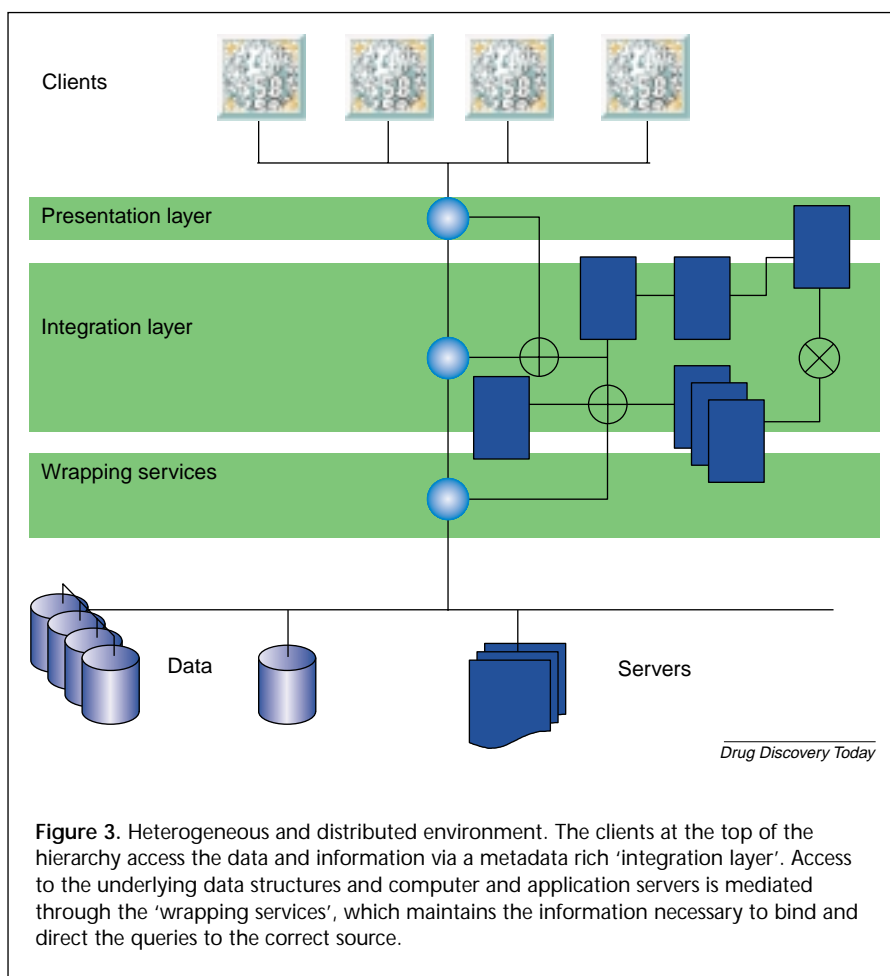 Clients
Presentation layer
Integration layer
Wrapping services
Data
Servers
Drug Discovery Today
Figure 3. Heterogeneous and distributed environment. The clients at the top of the
hierarchy access the data and information via a metadata rich ‘integration layer’. Access
to the underlying data structures and computer and application servers is mediated
through the ‘wrapping services’, which maintains the information necessary to bind and
direct the queries to the correct source.